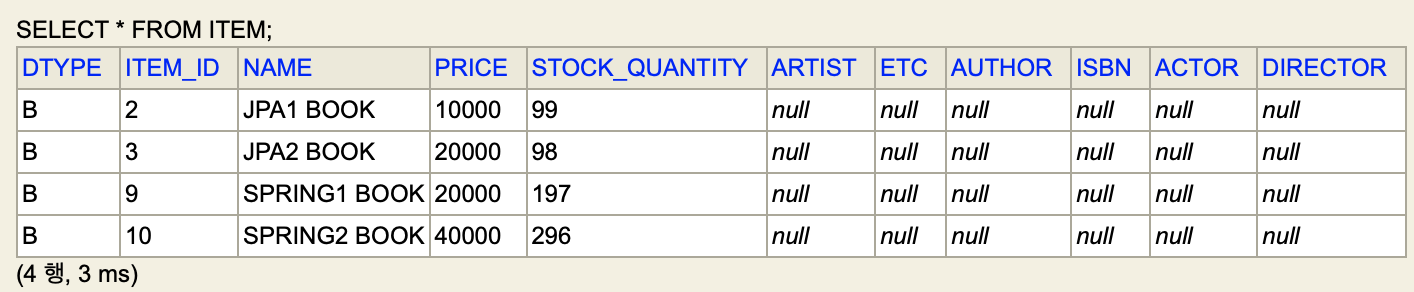 SELECT * FROM ITEM;
DTYPE ITEM_ID NAME PRICE STOCK_QUANTITY ARTIST ETC AUTHOR ISBN ACTOR DIRECTOR
B 2 JPA1 BOOK 10000 99 null null null null null null
B 3 JPA2 BOOK 20000 98 null null null null null null
B 9 SPRING1 BOOK 20000 197 null null null null null null
B 10 SPRING2 BOOK 40000 296 null null null null null null
(4 행, 3 ms)